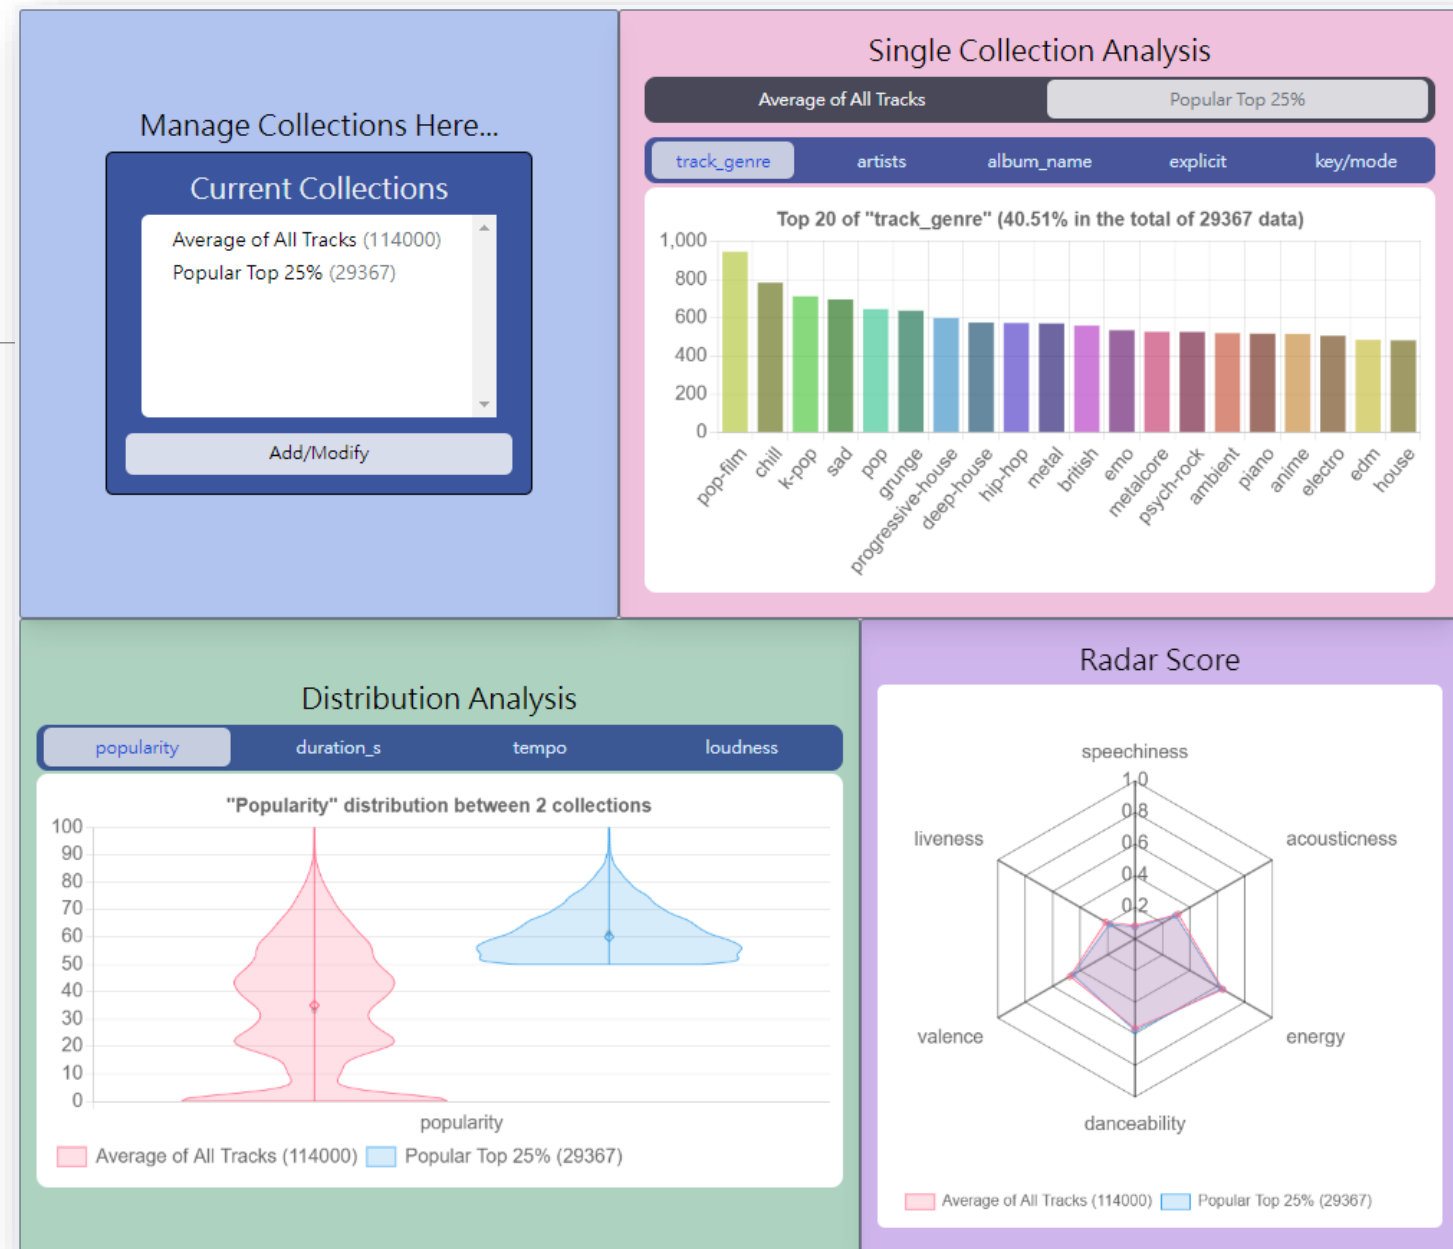 Manage Collections Here...
Current Collections
Average of All Tracks (114000)
Popular Top 25% (29367)
Add/Modify
Single Collection Analysis
Average of All Tracks Popular Top 25%
track_genre artists album_name explicit key/mode
Top 20 of "track_genre" (40.51% in the total of 29367 data)
1,000
800
600
400
200
0
pop-film chill k-pop sad pop grunge progressive-house deep-house hip-hop metal british emo metalcore psych-rock ambient piano anime electro edm house
Distribution Analysis
popularity duration_s tempo loudness
"Popularity" distribution between 2 collections
100
90
80
70
60
50
40
30
20
10
0
popularity
Average of All Tracks (114000) Popular Top 25% (29367)
Radar Score
speechiness
1.0
0.8
0.6
0.4
0.2
liveness acousticness
valence energy
danceability
Average of All Tracks (114000) Popular Top 25% (29367)